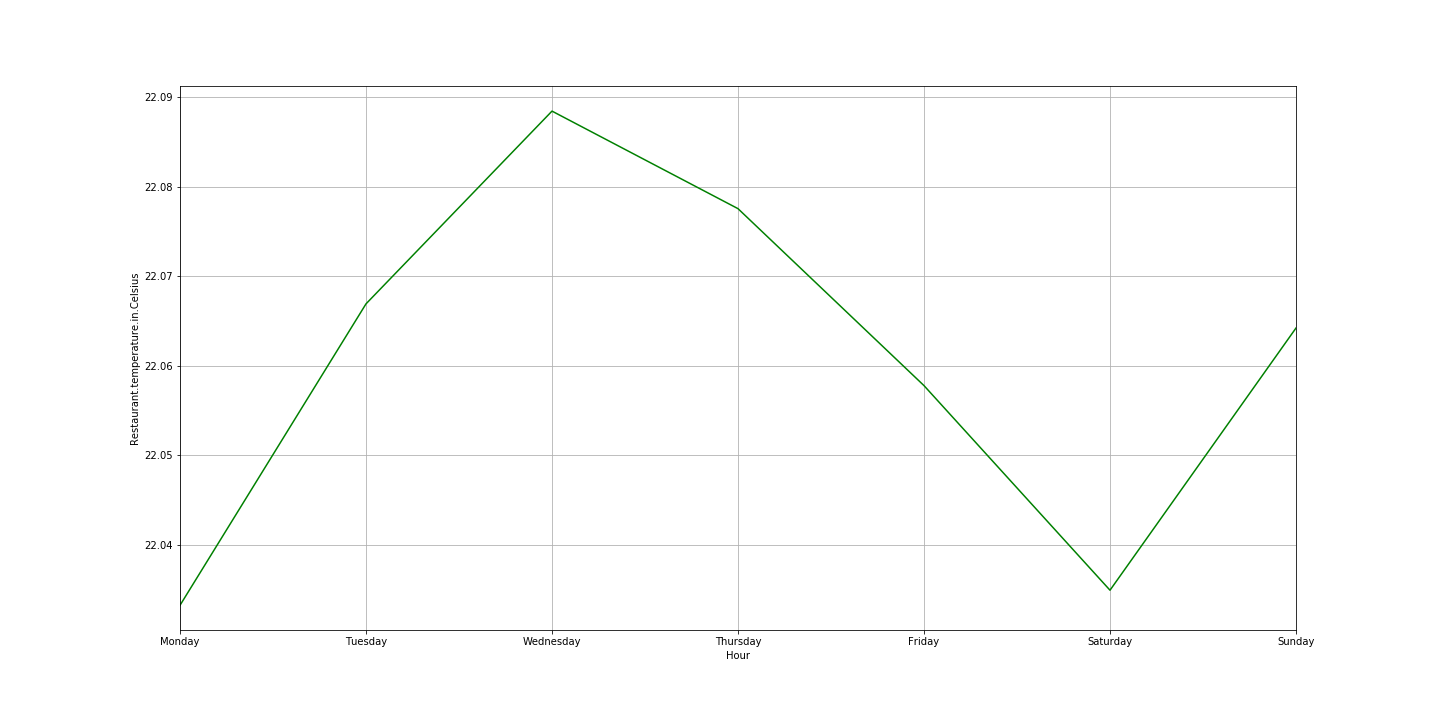 22.09
22.08
22.07
22.06
22.05
22.04
Restaurant.temperature.in.Celsius
Monday Tuesday Wednesday Thursday Friday Saturday Sunday
Hour